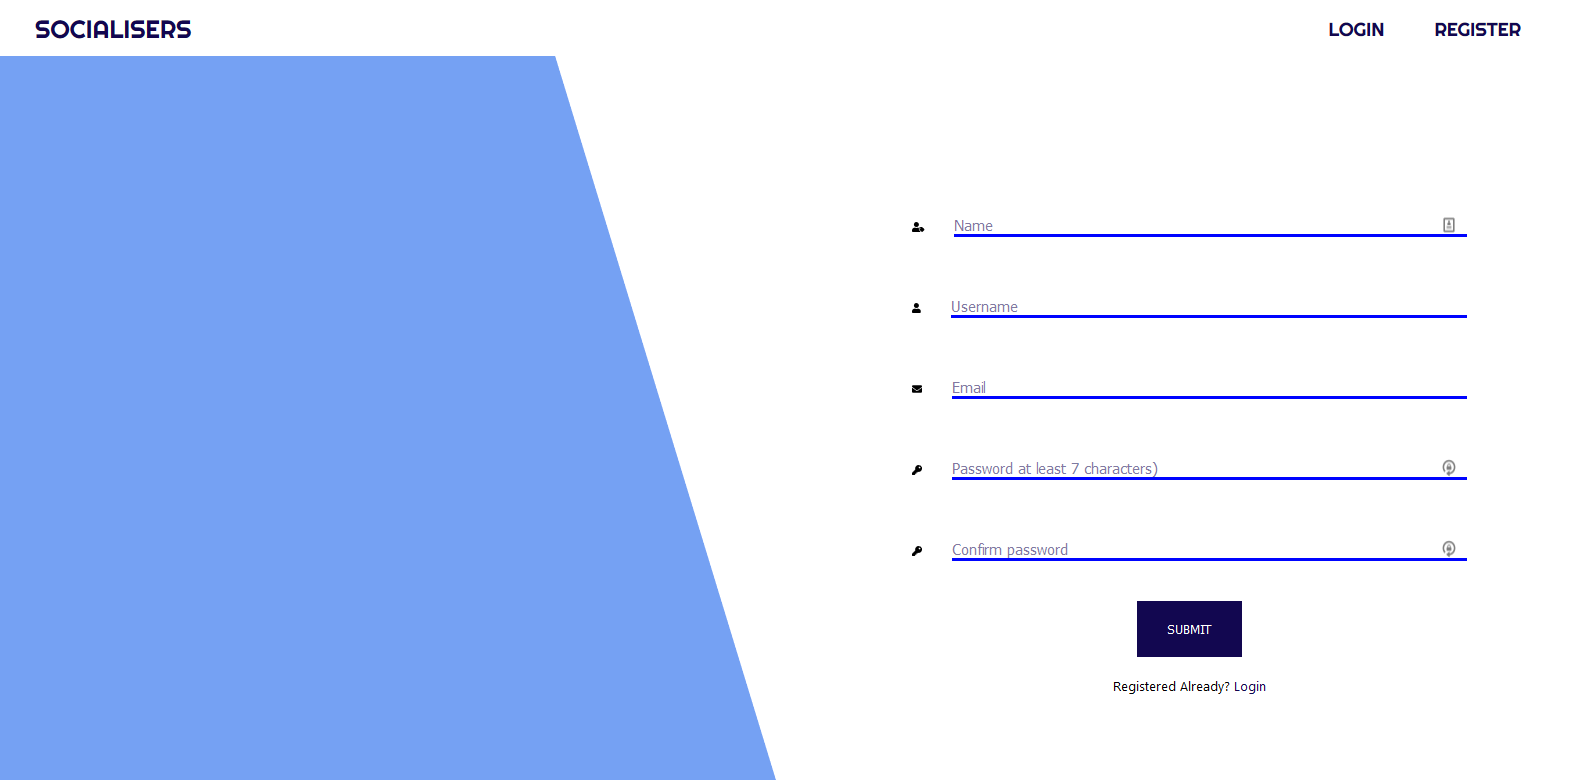 SOCIALISERS LOGIN REGISTER
Name
Username
Email
Password at least 7 characters)
Confirm password
SUBMIT
Registered Already? Login